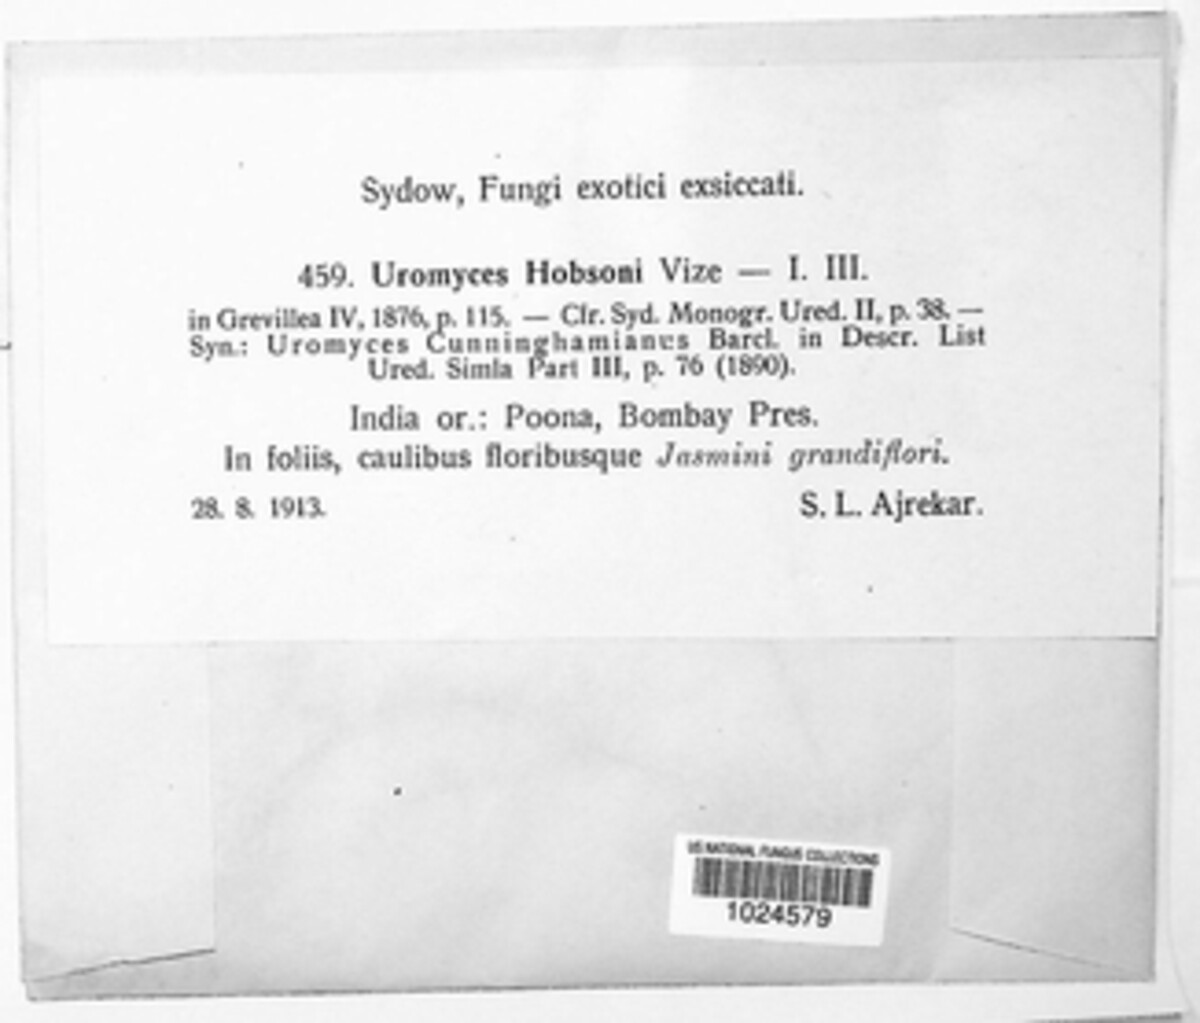 Sydow, Fungi exotici exsiccati.
459. Uromyces Hobsoni Vize — I. III.
in Grevillea IV, 1876, p. 115. — Cfr. Syd. Monogr. Ured. II, p. 38. —
Syn.: Uromyces Cunninghamianus Barcl. in Descr. List
Ured. Simla Part III, p. 76 (1890).
India or.: Poona, Bombay Pres.
In foliis, caulibus floribusque Jasmini grandiflori.
28. 8. 1913. S. L. Ajrekar.
US NATIONAL FUNGUS COLLECTIONS
1024579